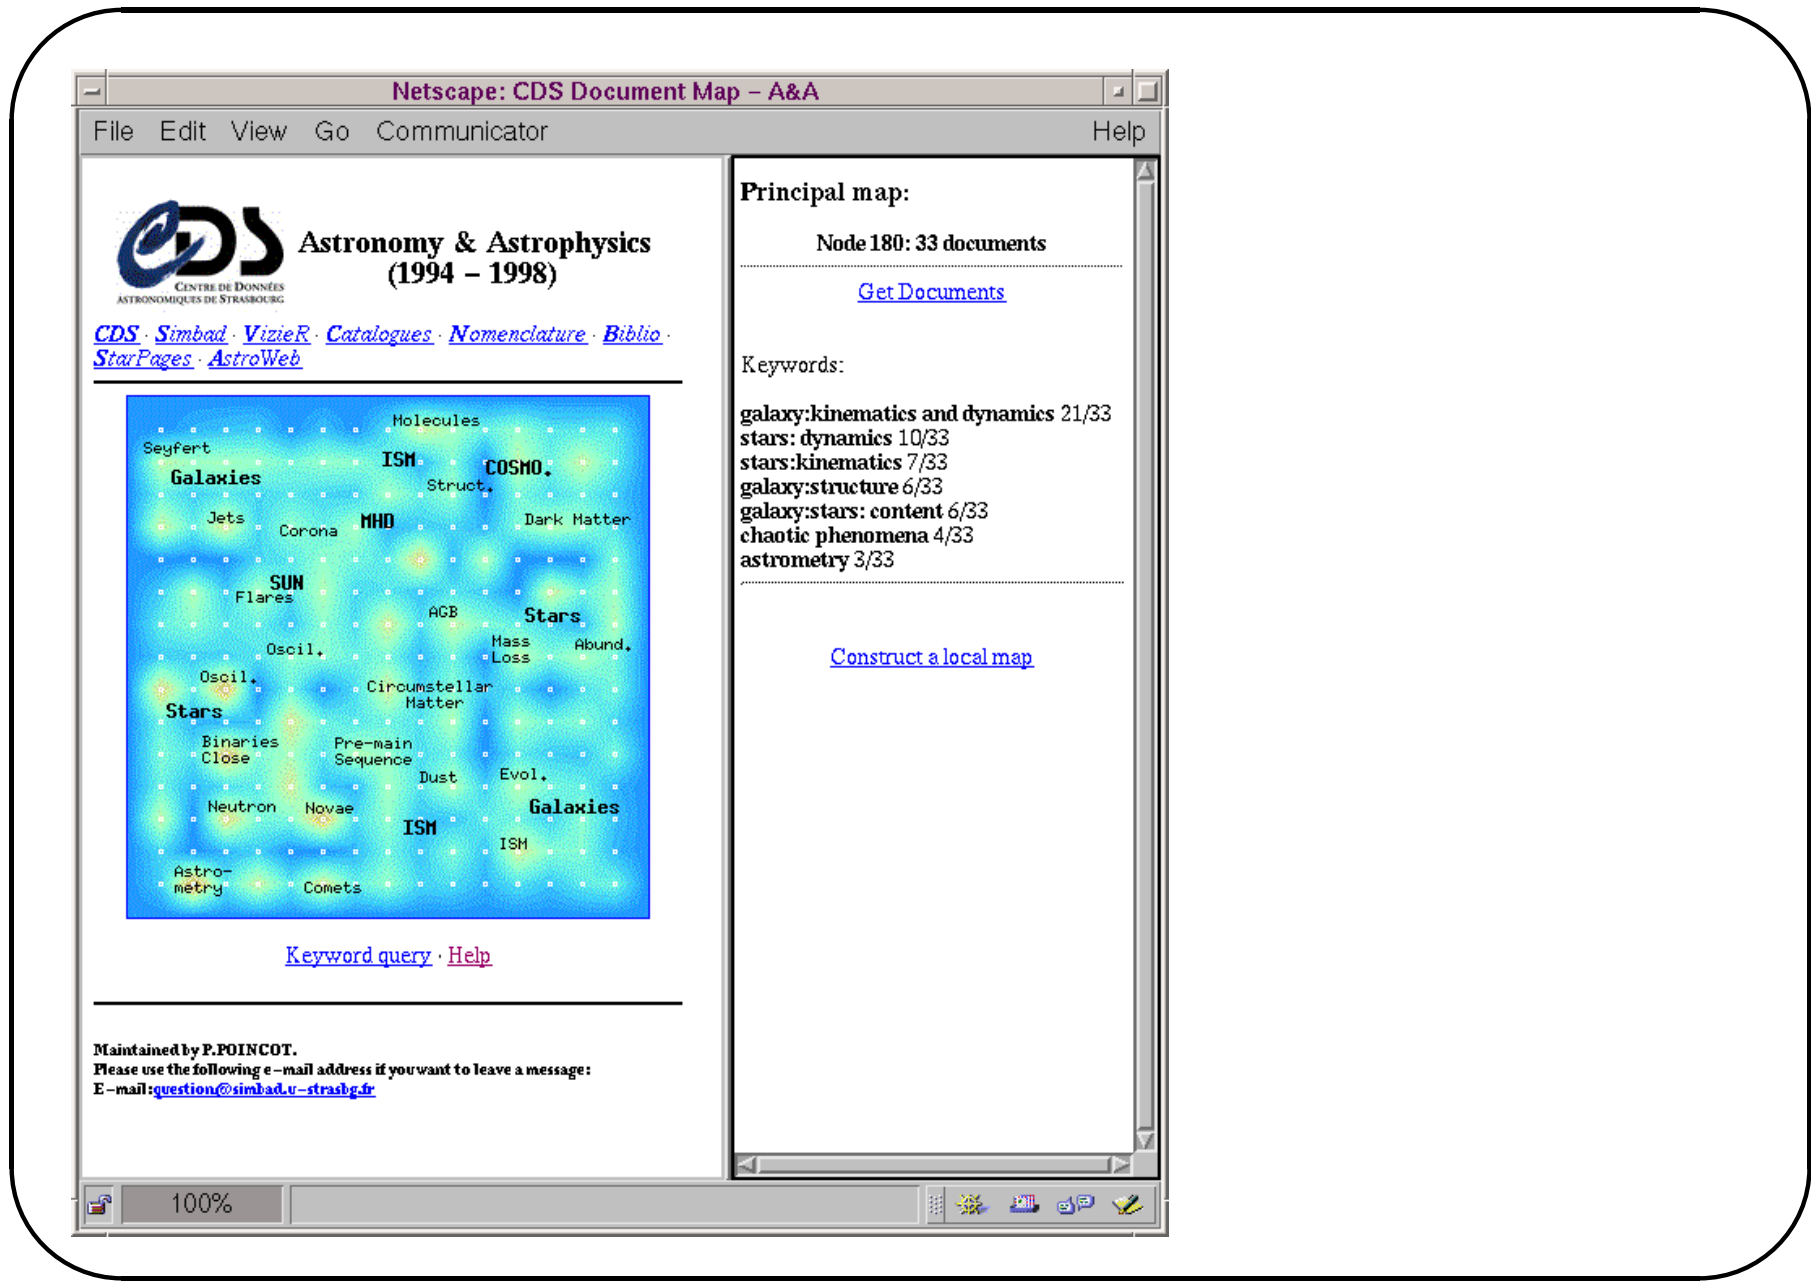 Netscape: CDS Document Map – A&A
File Edit View Go Communicator Help
CDS
CENTRE DE DONNÉES
ASTRONOMIQUES DE STRASBOURG
Astronomy & Astrophysics
(1994 – 1998)
CDS · Simbad · VizieR · Catalogues · Nomenclature · Biblio ·
StarPages · AstroWeb
Molecules
Seyfert
ISM
COSMO.
Galaxies
Struct.
Jets
MHD
Dark Matter
Corona
SUN
Flares
AGB
Stars
Oscil.
Mass
Loss
Abund.
Oscil.
Circumstellar
Matter
Stars
Binaries
Close
Pre-main
Sequence
Dust
Evol.
Neutron
Novae
Galaxies
ISM
ISM
Astro-
metry
Comets
Keyword query · Help
Maintained by P.POINCOT.
Please use the following e–mail address if you want to leave a message:
E–mail:question@simbad.u–strasbg.fr
Principal map:
Node 180: 33 documents
Get Documents
Keywords:
galaxy:kinematics and dynamics 21/33
stars: dynamics 10/33
stars:kinematics 7/33
galaxy:structure 6/33
galaxy:stars: content 6/33
chaotic phenomena 4/33
astrometry 3/33
Construct a local map
100%